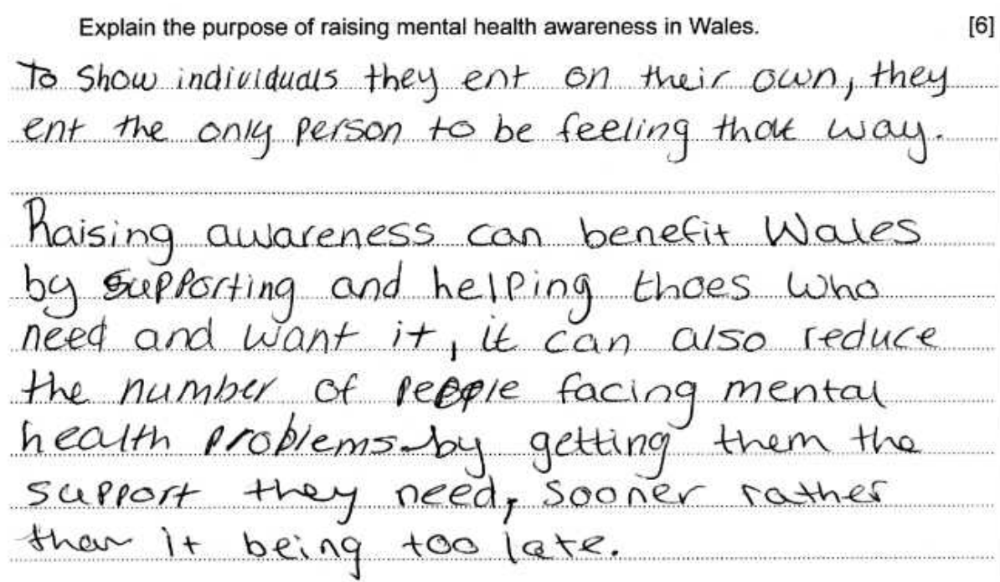 Explain the purpose of raising mental health awareness in Wales. [6]
To Show individuals they ent on their own, they
ent the only person to be feeling that way.
Raising awareness can benefit Wales
by supporting and helping thoes who
need and want it, it can also reduce
the number of people facing mental
health problems by getting them the
support they need, sooner rather
than it being too late.